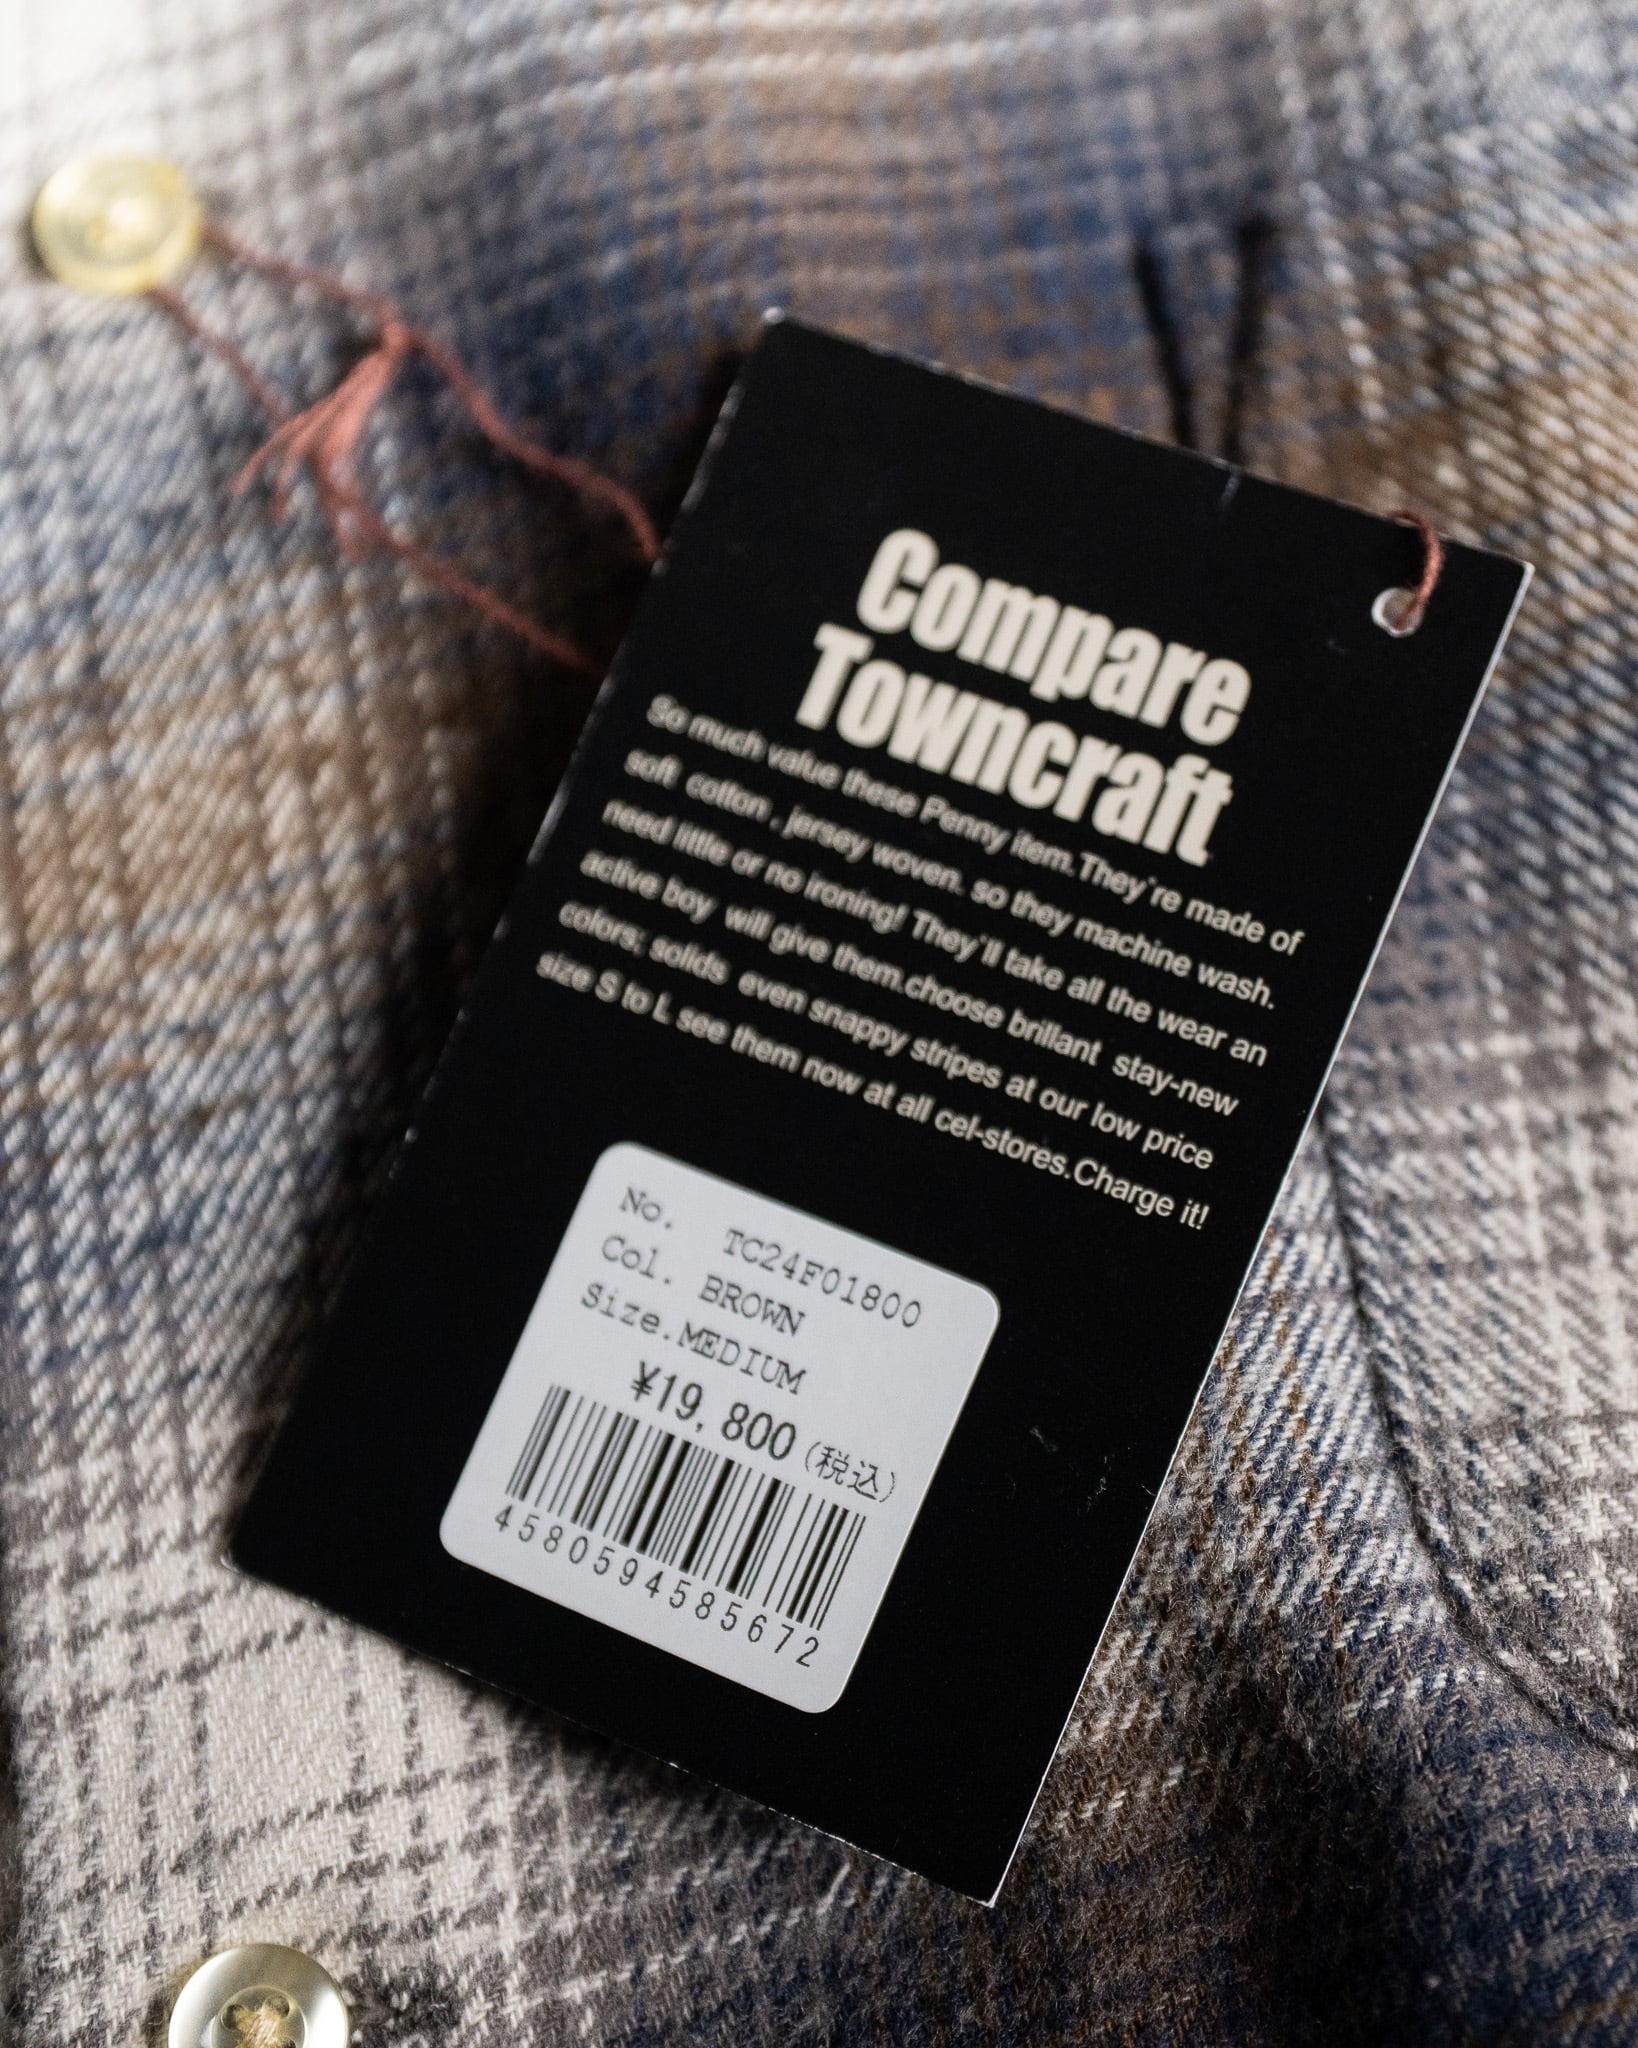 Compare
Towncraft
So much value these Penny item.They're made of
soft cotton , jersey woven. so they machine wash.
need little or no ironing! They'll take all the wear an
active boy will give them.choose brillant stay-new
colors; solids even snappy stripes at our low price
size S to L see them now at all cel-stores.Charge it!
No. TC24F01800
Col. BROWN
Size.MEDIUM
¥19,800(税込)
4580594585672